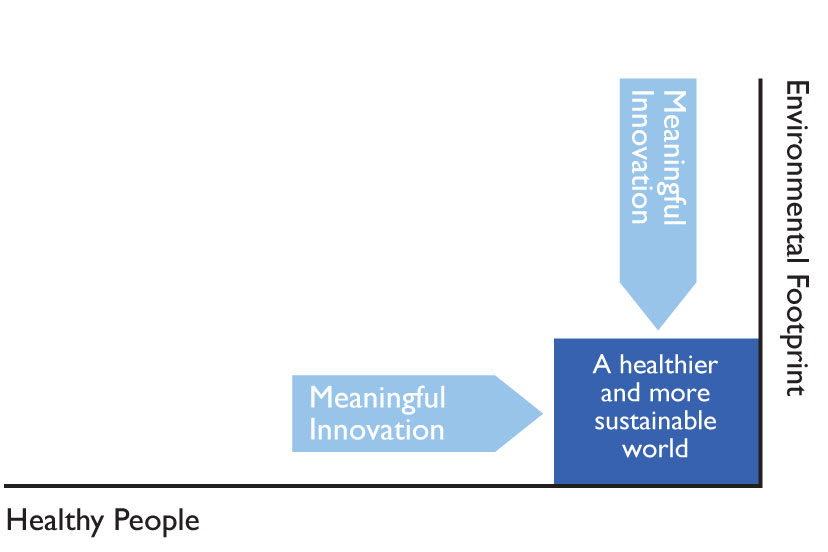 Meaningful
Innovation
Environmental Footprint
Meaningful
Innovation
A healthier
and more
sustainable
world
Healthy People